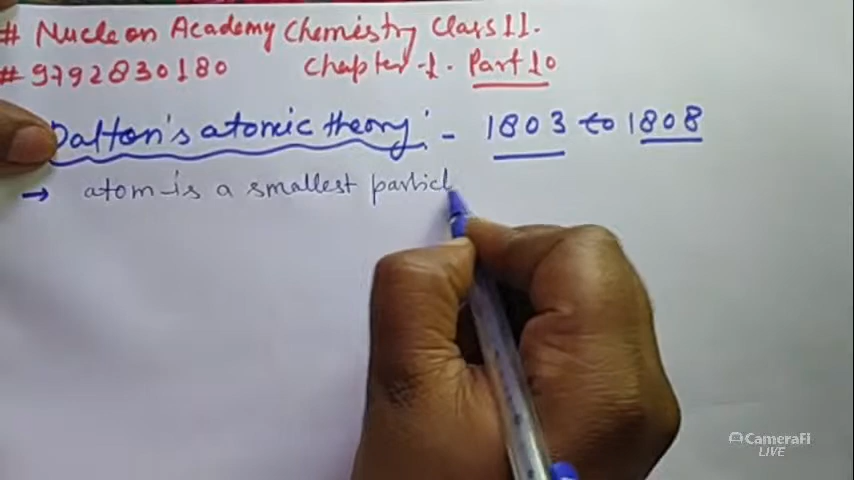 # Nucleon Academy Chemistry Class 11.
# 9792830180 Chapter-1. Part 10
Dalton's atomic theory :- 1803 to 1808
→ atom is a smallest particl
CameraFI
LIVE